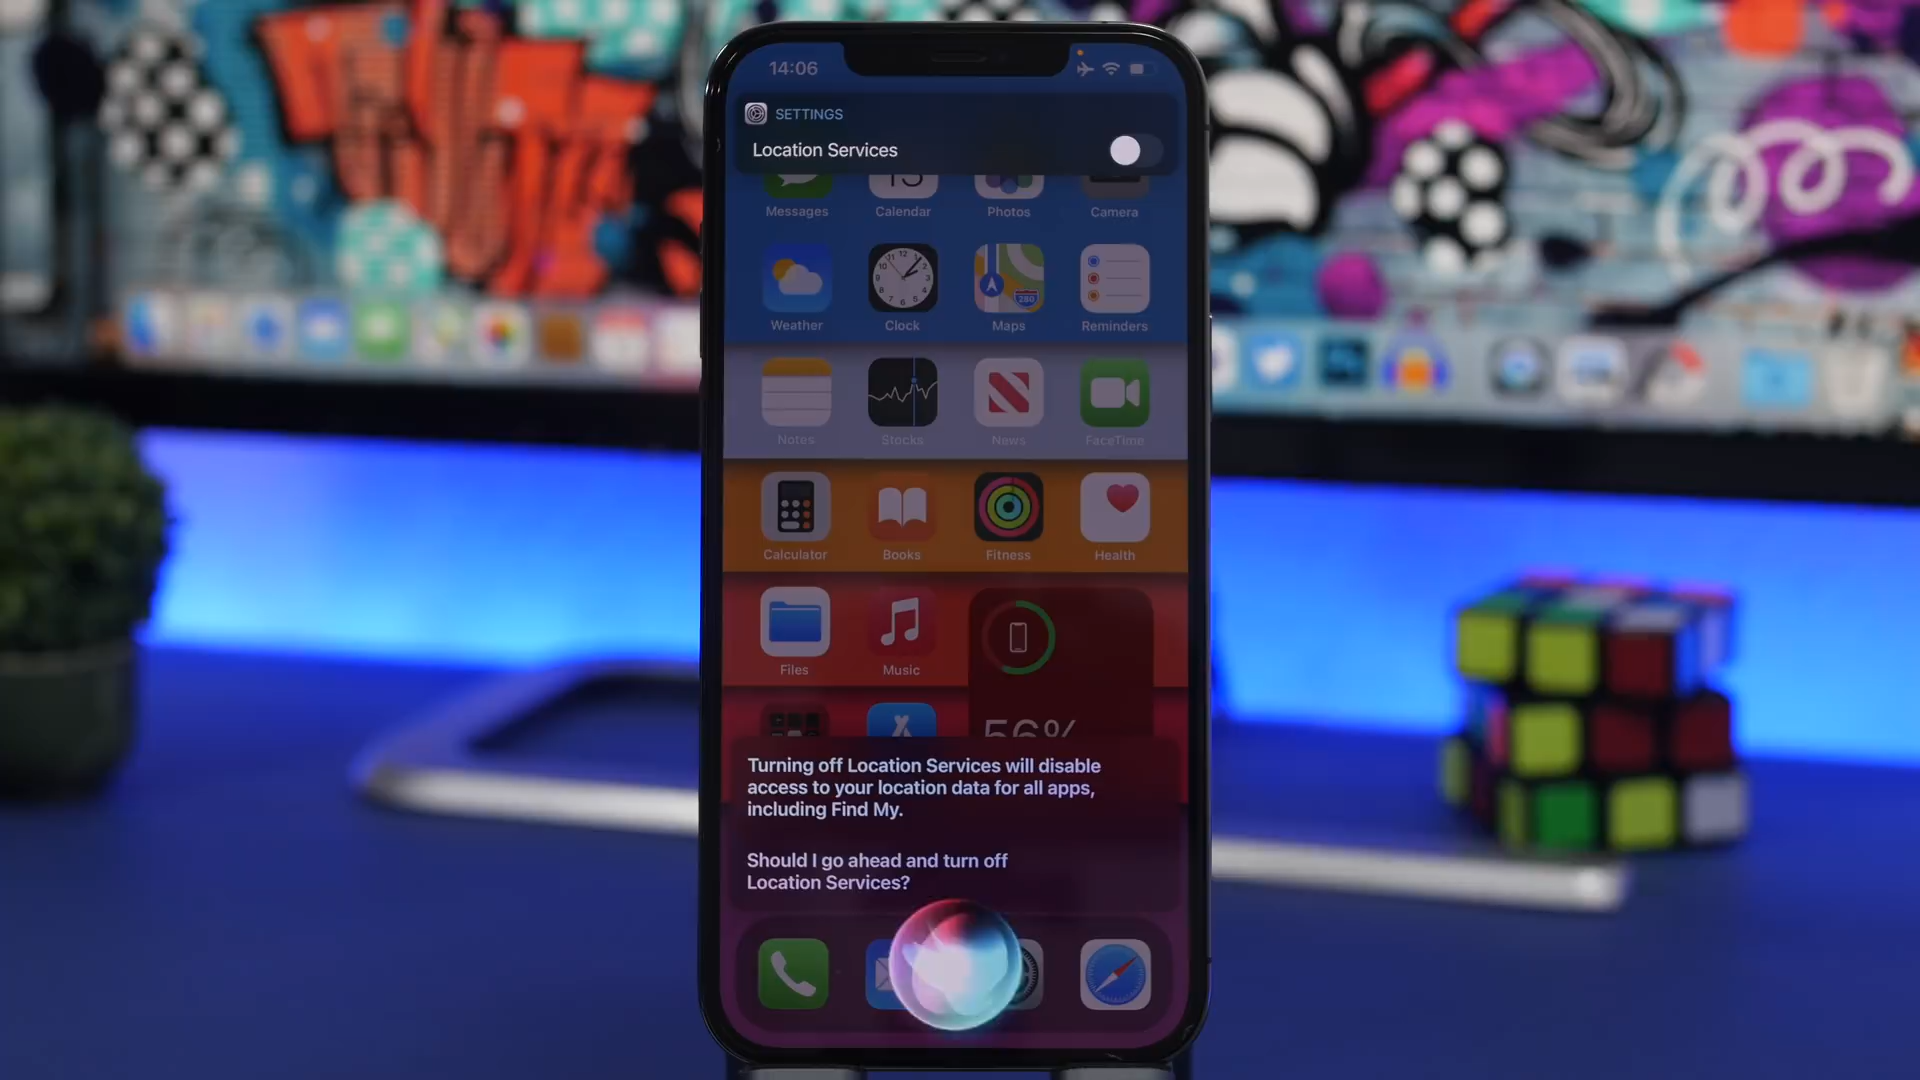 14:06
SETTINGS
Location Services
Messages Calendar Photos Camera
Weather Clock Maps Reminders
280
Notes Stocks News FaceTime
Calculator Books Fitness Health
Files Music
56%
Turning off Location Services will disable
access to your location data for all apps,
including Find My.
Should I go ahead and turn off
Location Services?